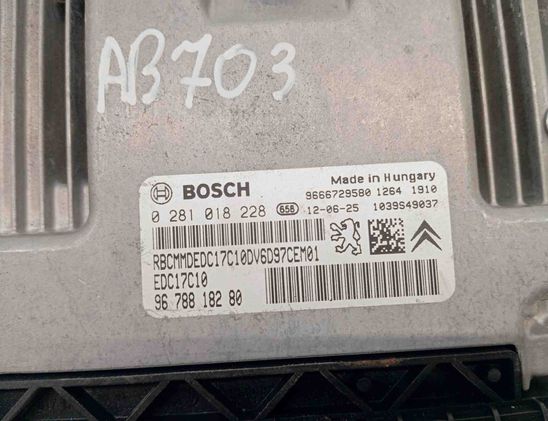 AB703
BOSCH
Made in Hungary
9666729580 1264 1910
0 281 018 228 656 12-06-25 1039S49037
RBCMMDEDC17C10DV6D97CEM01
EDC17C10
96 788 182 80